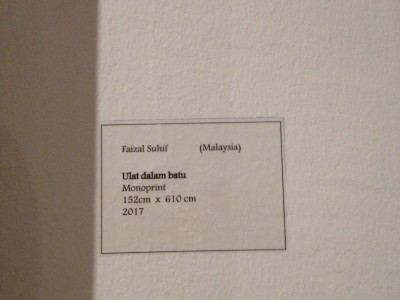 Faizal Suhif (Malaysia)
Ulat dalam batu
Monoprint
152cm x 610 cm
2017